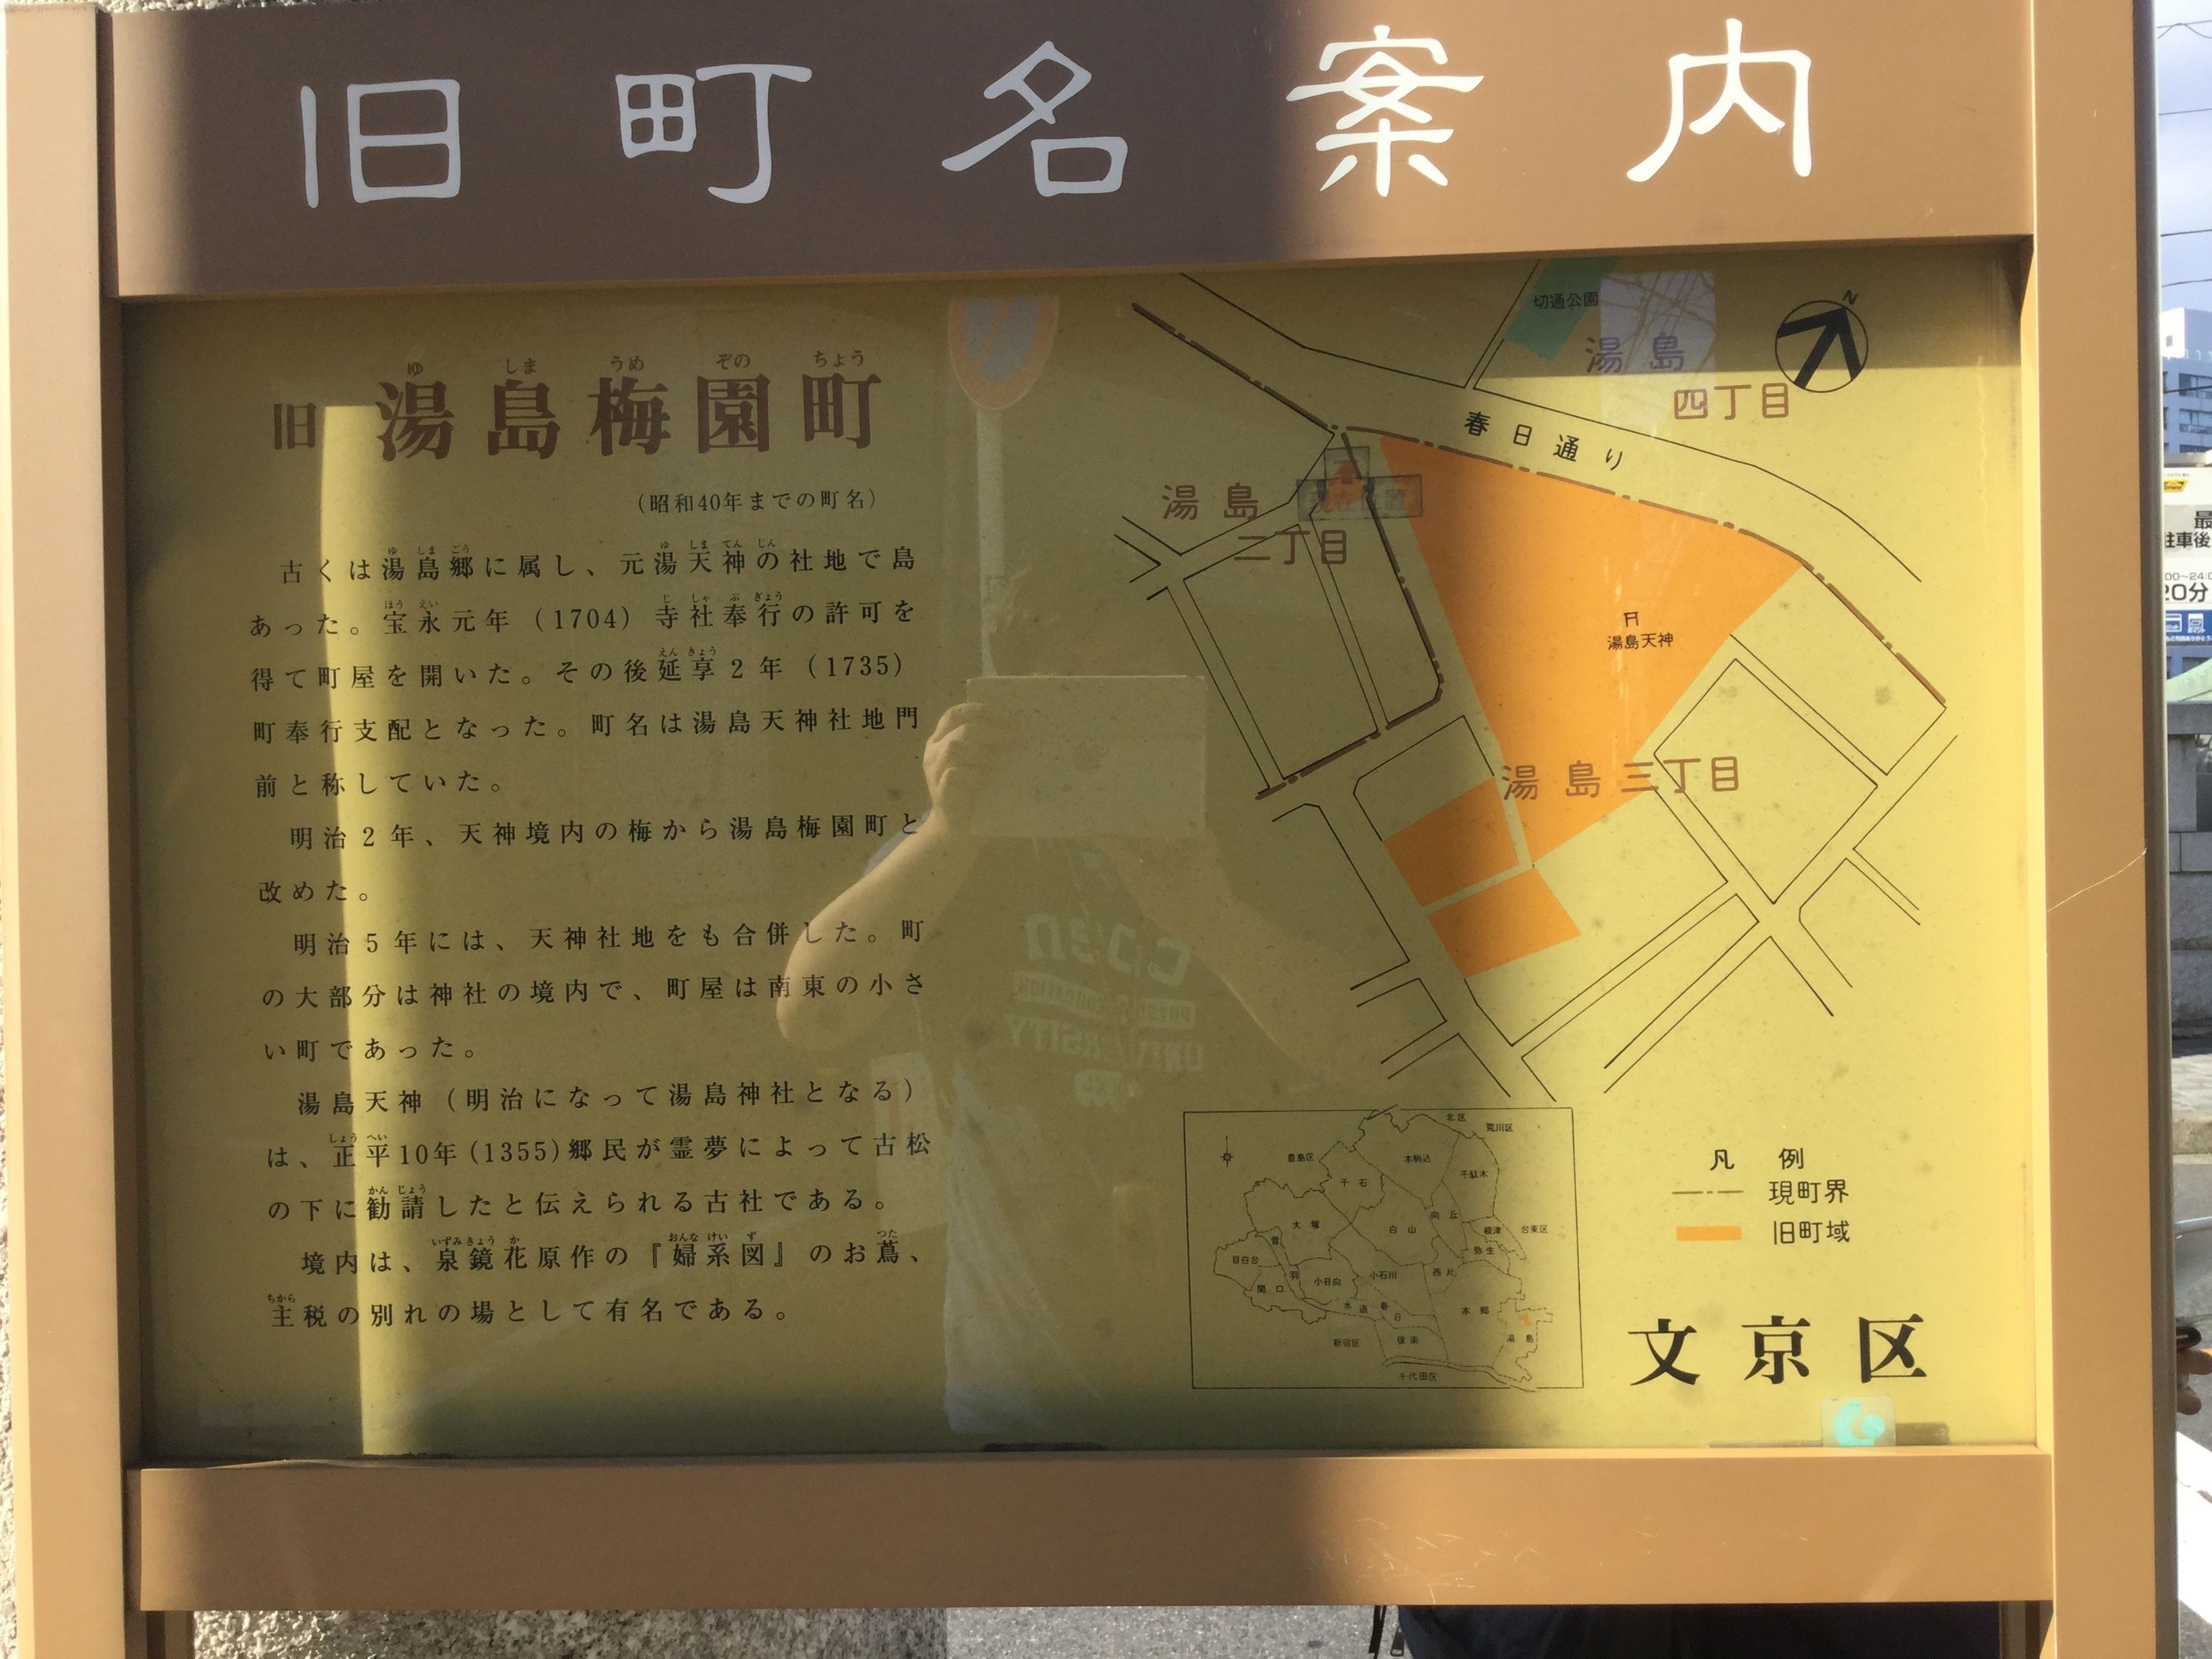 旧町名案内
旧 湯島梅園町
ゆ しま うめ ぞの ちょう
(昭和40年までの町名)
古くは湯島郷に属し、元湯天神の社地で島
あった。宝永元年(1704)寺社奉行の許可を
得て町屋を開いた。その後延享2年(1735)
町奉行支配となった。町名は湯島天神社地門
前と称していた。
明治2年、天神境内の梅から湯島梅園町と
改めた。
明治5年には、天神社地をも合併した。町
の大部分は神社の境内で、町屋は南東の小さ
い町であった。
湯島天神(明治になって湯島神社となる)
は、正平10年(1355)郷民が霊夢によって古松
の下に勧請したと伝えられる古社である。
境内は、泉鏡花原作の『婦系図』のお蔦、
主税の別れの場として有名である。
切通公園
N
湯島
四丁目
春日通り
湯島
二丁目
湯島天神
湯島三丁目
北区
荒川区
豊島区
本駒込
千駄木
千石
大塚
白山
向丘
根津
台東区
弥生
目白台
音
羽
関口
小日向
小石川
西片
水道
春
日
本郷
後楽
湯島
新宿区
千代田区
凡例
現町界
旧町域
文京区